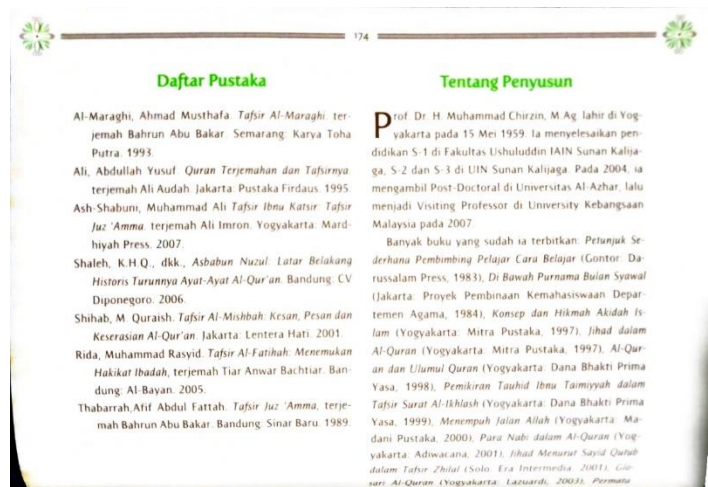 174
Daftar Pustaka
Al-Maraghi, Ahmad Musthafa. Tafsir Al-Maraghi. ter-
jemah Bahrun Abu Bakar. Semarang: Karya Toha
Putra. 1993.
Ali, Abdullah Yusuf. Quran Terjemahan dan Tafsirnya.
terjemah Ali Audah. Jakarta: Pustaka Firdaus. 1995.
Ash-Shabuni, Muhammad Ali Tafsir Ibnu Katsir: Tafsir
Juz 'Amma. terjemah Ali Imron. Yogyakarta: Mard-
hiyah Press. 2007.
Shaleh, K.H.Q., dkk., Asbabun Nuzul: Latar Belakang
Historis Turunnya Ayat-Ayat Al-Qur'an. Bandung: CV
Diponegoro. 2006.
Shihab, M. Quraish. Tafsir Al-Mishbah: Kesan, Pesan dan
Keserasian Al-Qur'an. Jakarta: Lentera Hati. 2001.
Rida, Muhammad Rasyid. Tafsir Al-Fatihah: Menemukan
Hakikat Ibadah, terjemah Tiar Anwar Bachtiar. Ban-
dung: Al-Bayan. 2005.
Thabarrah,Afif Abdul Fattah. Tafsir Juz 'Amma, terje-
mah Bahrun Abu Bakar. Bandung: Sinar Baru. 1989.
Tentang Penyusun
Prof. Dr. H. Muhammad Chirzin, M.Ag. lahir di Yog-
yakarta pada 15 Mei 1959. Ia menyelesaikan pen-
didikan S-1 di Fakultas Ushuluddin IAIN Sunan Kalija-
ga, S-2 dan S-3 di UIN Sunan Kalijaga. Pada 2004, ia
mengambil Post-Doctoral di Universitas Al-Azhar, lalu
menjadi Visiting Professor di University Kebangsaan
Malaysia pada 2007.
Banyak buku yang sudah ia terbitkan: Petunjuk Se-
derhana Pembimbing Pelajar Cara Belajar (Gontor: Da-
russalam Press, 1983), Di Bawah Purnama Bulan Syawal
(Jakarta: Proyek Pembinaan Kemahasiswaan Depar-
temen Agama, 1984), Konsep dan Hikmah Akidah Is-
lam (Yogyakarta: Mitra Pustaka, 1997), Jihad dalam
Al-Quran (Yogyakarta: Mitra Pustaka, 1997), Al-Qur-
an dan Ulumul Quran (Yogyakarta: Dana Bhakti Prima
Yasa, 1998), Pemikiran Tauhid Ibnu Taimiyyah dalam
Tafsir Surat Al-Ikhlash (Yogyakarta: Dana Bhakti Prima
Yasa, 1999), Menempuh Jalan Allah (Yogyakarta: Ma-
dani Pustaka, 2000), Para Nabi dalam Al-Quran (Yog-
yakarta: Adiwacana, 2001), Jihad Menurut Sayid Qutub
dalam Tafsir Zhilal (Solo: Era Intermedia, 2001), Glo-
sari Al-Quran (Yogyakarta: Lazuardi, 2003), Permata